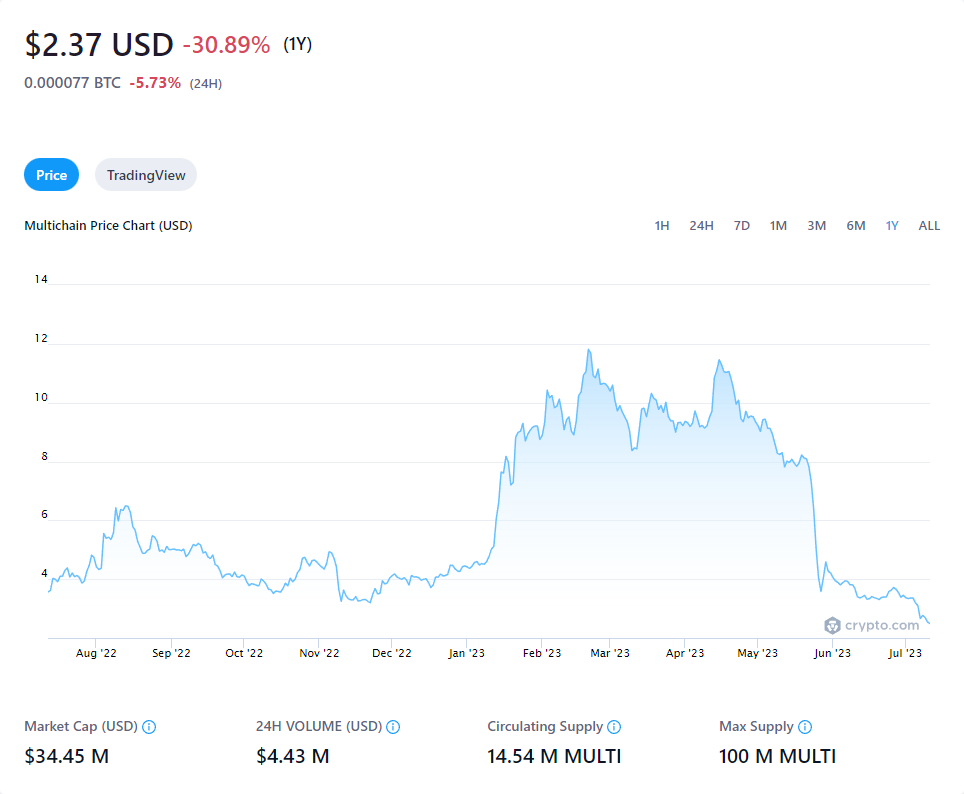 $2.37 USD -30.89% (1Y)
0.000077 BTC -5.73% (24H)
Price TradingView
Multichain Price Chart (USD) 1H 24H 7D 1M 3M 6M 1Y ALL
14
12
10
8
6
4
crypto.com
Aug '22 Sep '22 Oct '22 Nov '22 Dec '22 Jan '23 Feb '23 Mar '23 Apr '23 May '23 Jun '23 Jul '23
Market Cap (USD) 24H VOLUME (USD) Circulating Supply Max Supply
$34.45 M $4.43 M 14.54 M MULTI 100 M MULTI